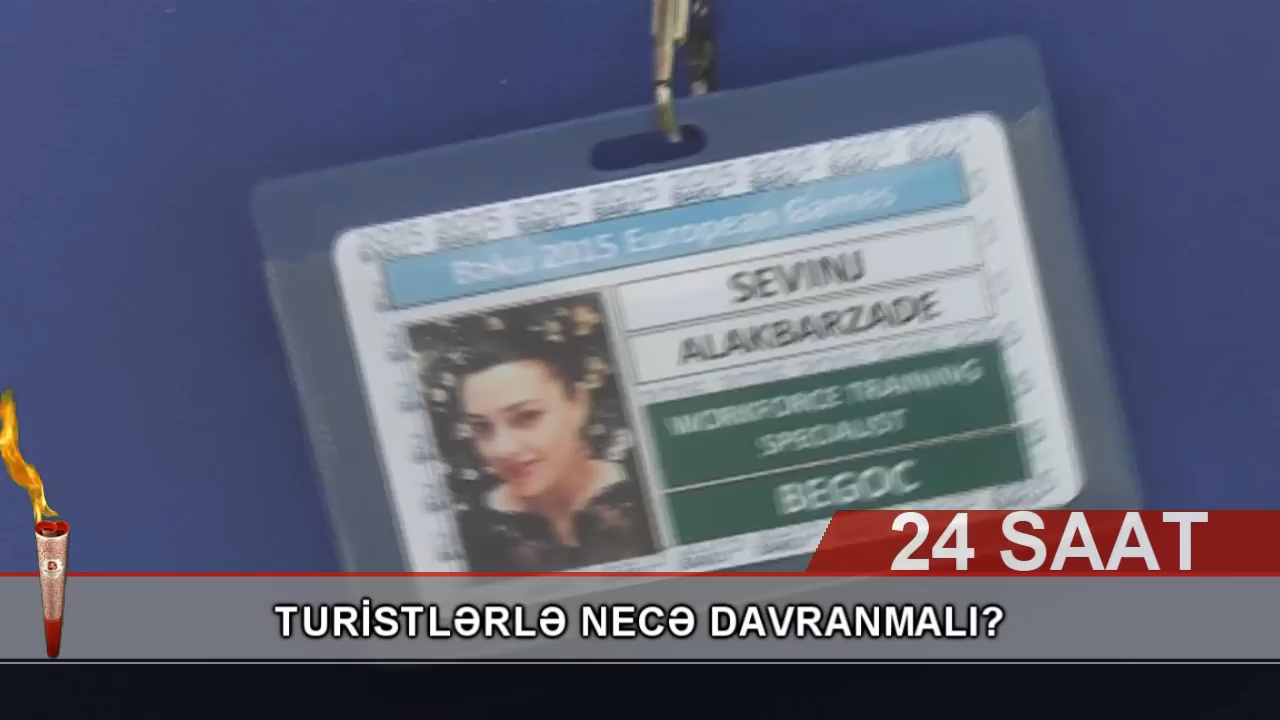 Baku 2015 European Games
SEVINJ
ALAKBARZADE
WORKFORCE TRAINING
SPECIALIST
BEGOC
24 SAAT
TURİSTLƏRLƏ NECƏ DAVRANMALI?